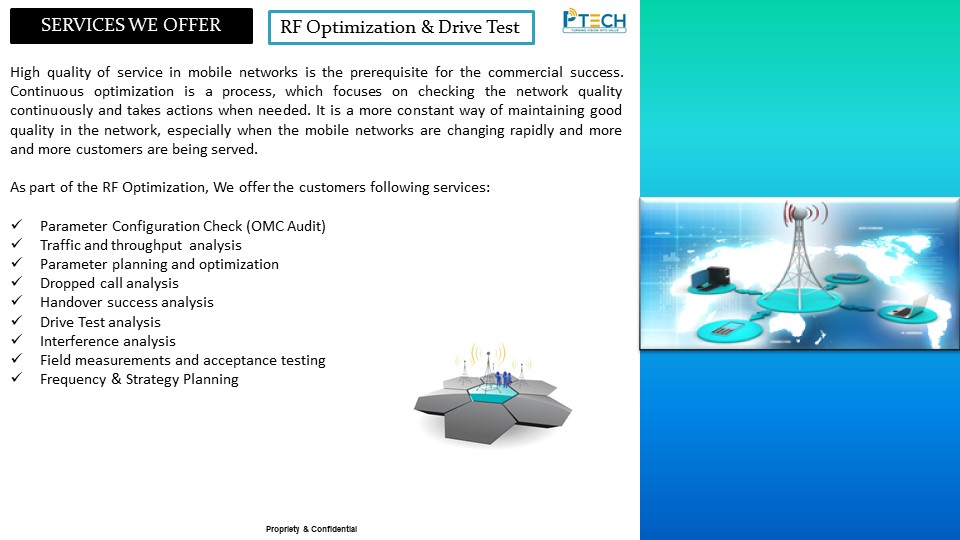 SERVICES WE OFFER
RF Optimization & Drive Test
PTECH
TURNING VISION INTO VALUE
High quality of service in mobile networks is the prerequisite for the commercial success.
Continuous optimization is a process, which focuses on checking the network quality
continuously and takes actions when needed. It is a more constant way of maintaining good
quality in the network, especially when the mobile networks are changing rapidly and more
and more customers are being served.
As part of the RF Optimization, We offer the customers following services:
✓ Parameter Configuration Check (OMC Audit)
✓ Traffic and throughput analysis
✓ Parameter planning and optimization
✓ Dropped call analysis
✓ Handover success analysis
✓ Drive Test analysis
✓ Interference analysis
✓ Field measurements and acceptance testing
✓ Frequency & Strategy Planning
Propriety & Confidential